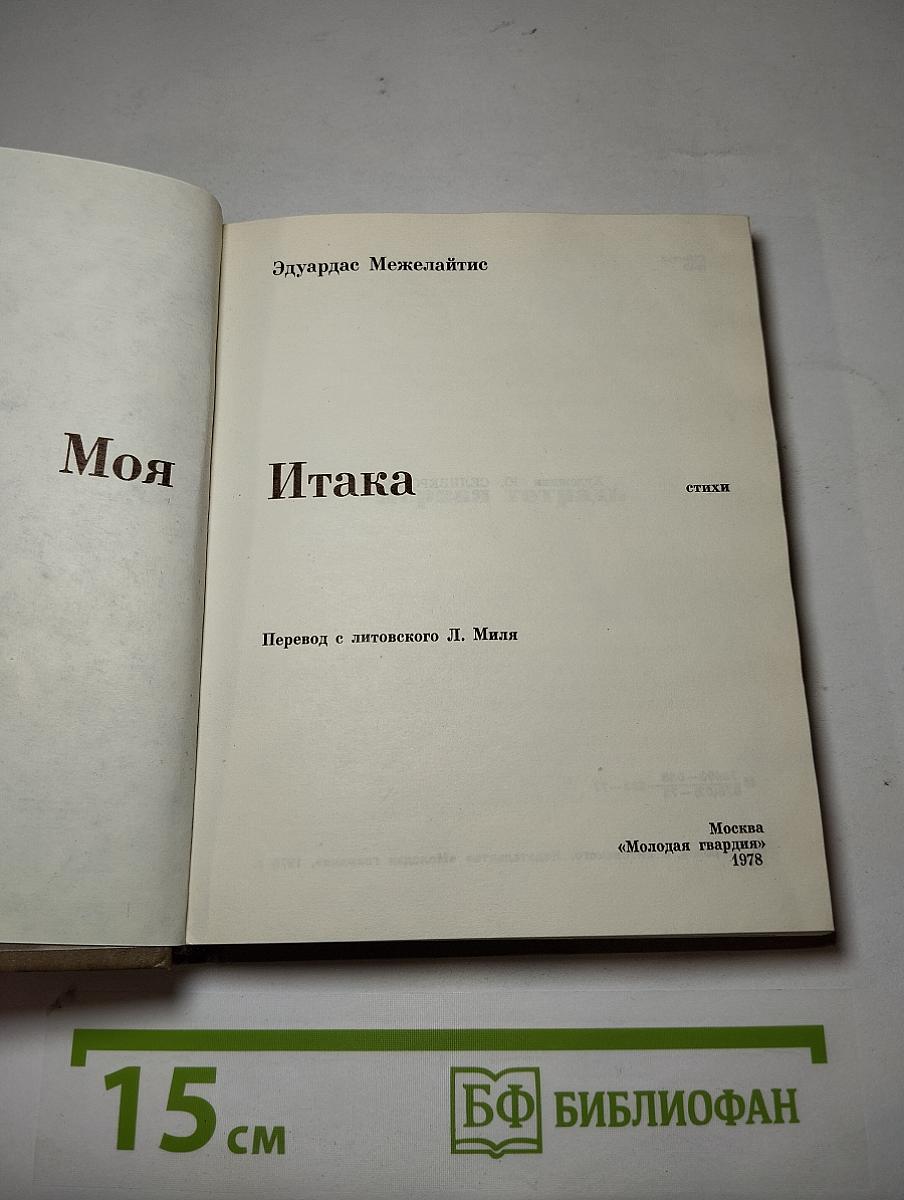 Эдуардас Межелайтис
Моя Итака
стихи
Перевод с литовского Л. Миля
Москва
«Молодая гвардия»
1978
15 см
БФ БИБЛИОФАН